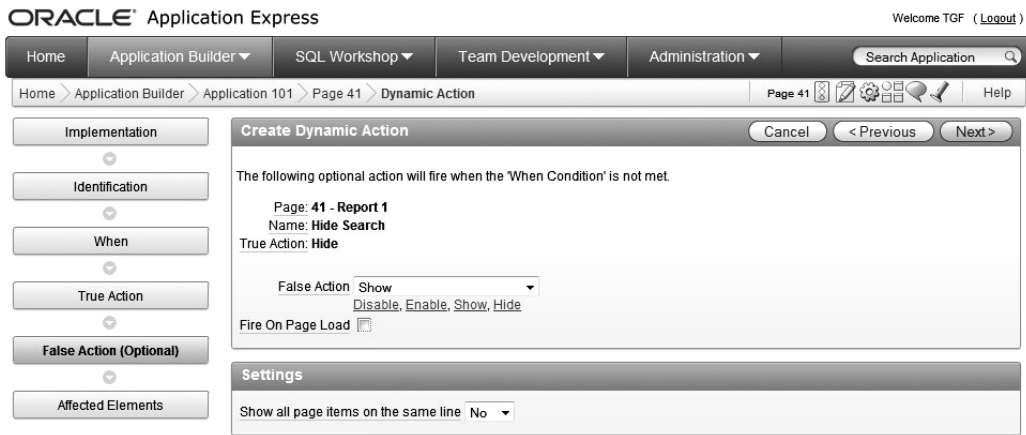 ORACLE Application Express
Welcome TGF ( Logout )
Home Application Builder SQL Workshop Team Development Administration Search Application
Home Application Builder Application 101 Page 41 Dynamic Action Page 41 Help
Implementation
Identification
When
True Action
False Action (Optional)
Affected Elements
Create Dynamic Action Cancel < Previous Next >
The following optional action will fire when the 'When Condition' is not met.
Page: 41 - Report 1
Name: Hide Search
True Action: Hide
False Action Show
Disable, Enable, Show, Hide
Fire On Page Load
Settings
Show all page items on the same line No